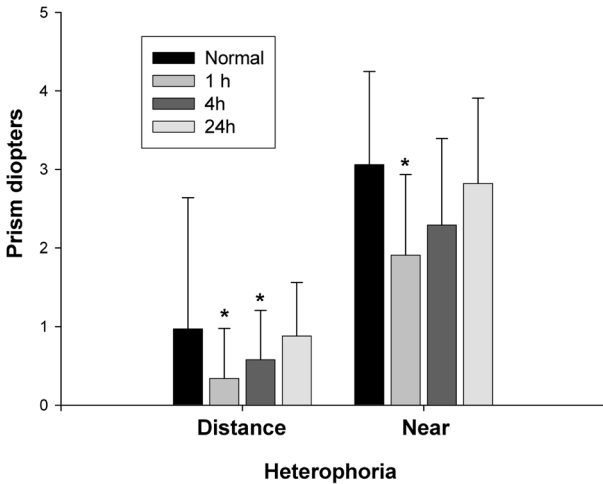 5
4
3
2
1
0
Prism diopters
Normal
1 h
4h
24h
*
*
*
Distance Near
Heterophoria